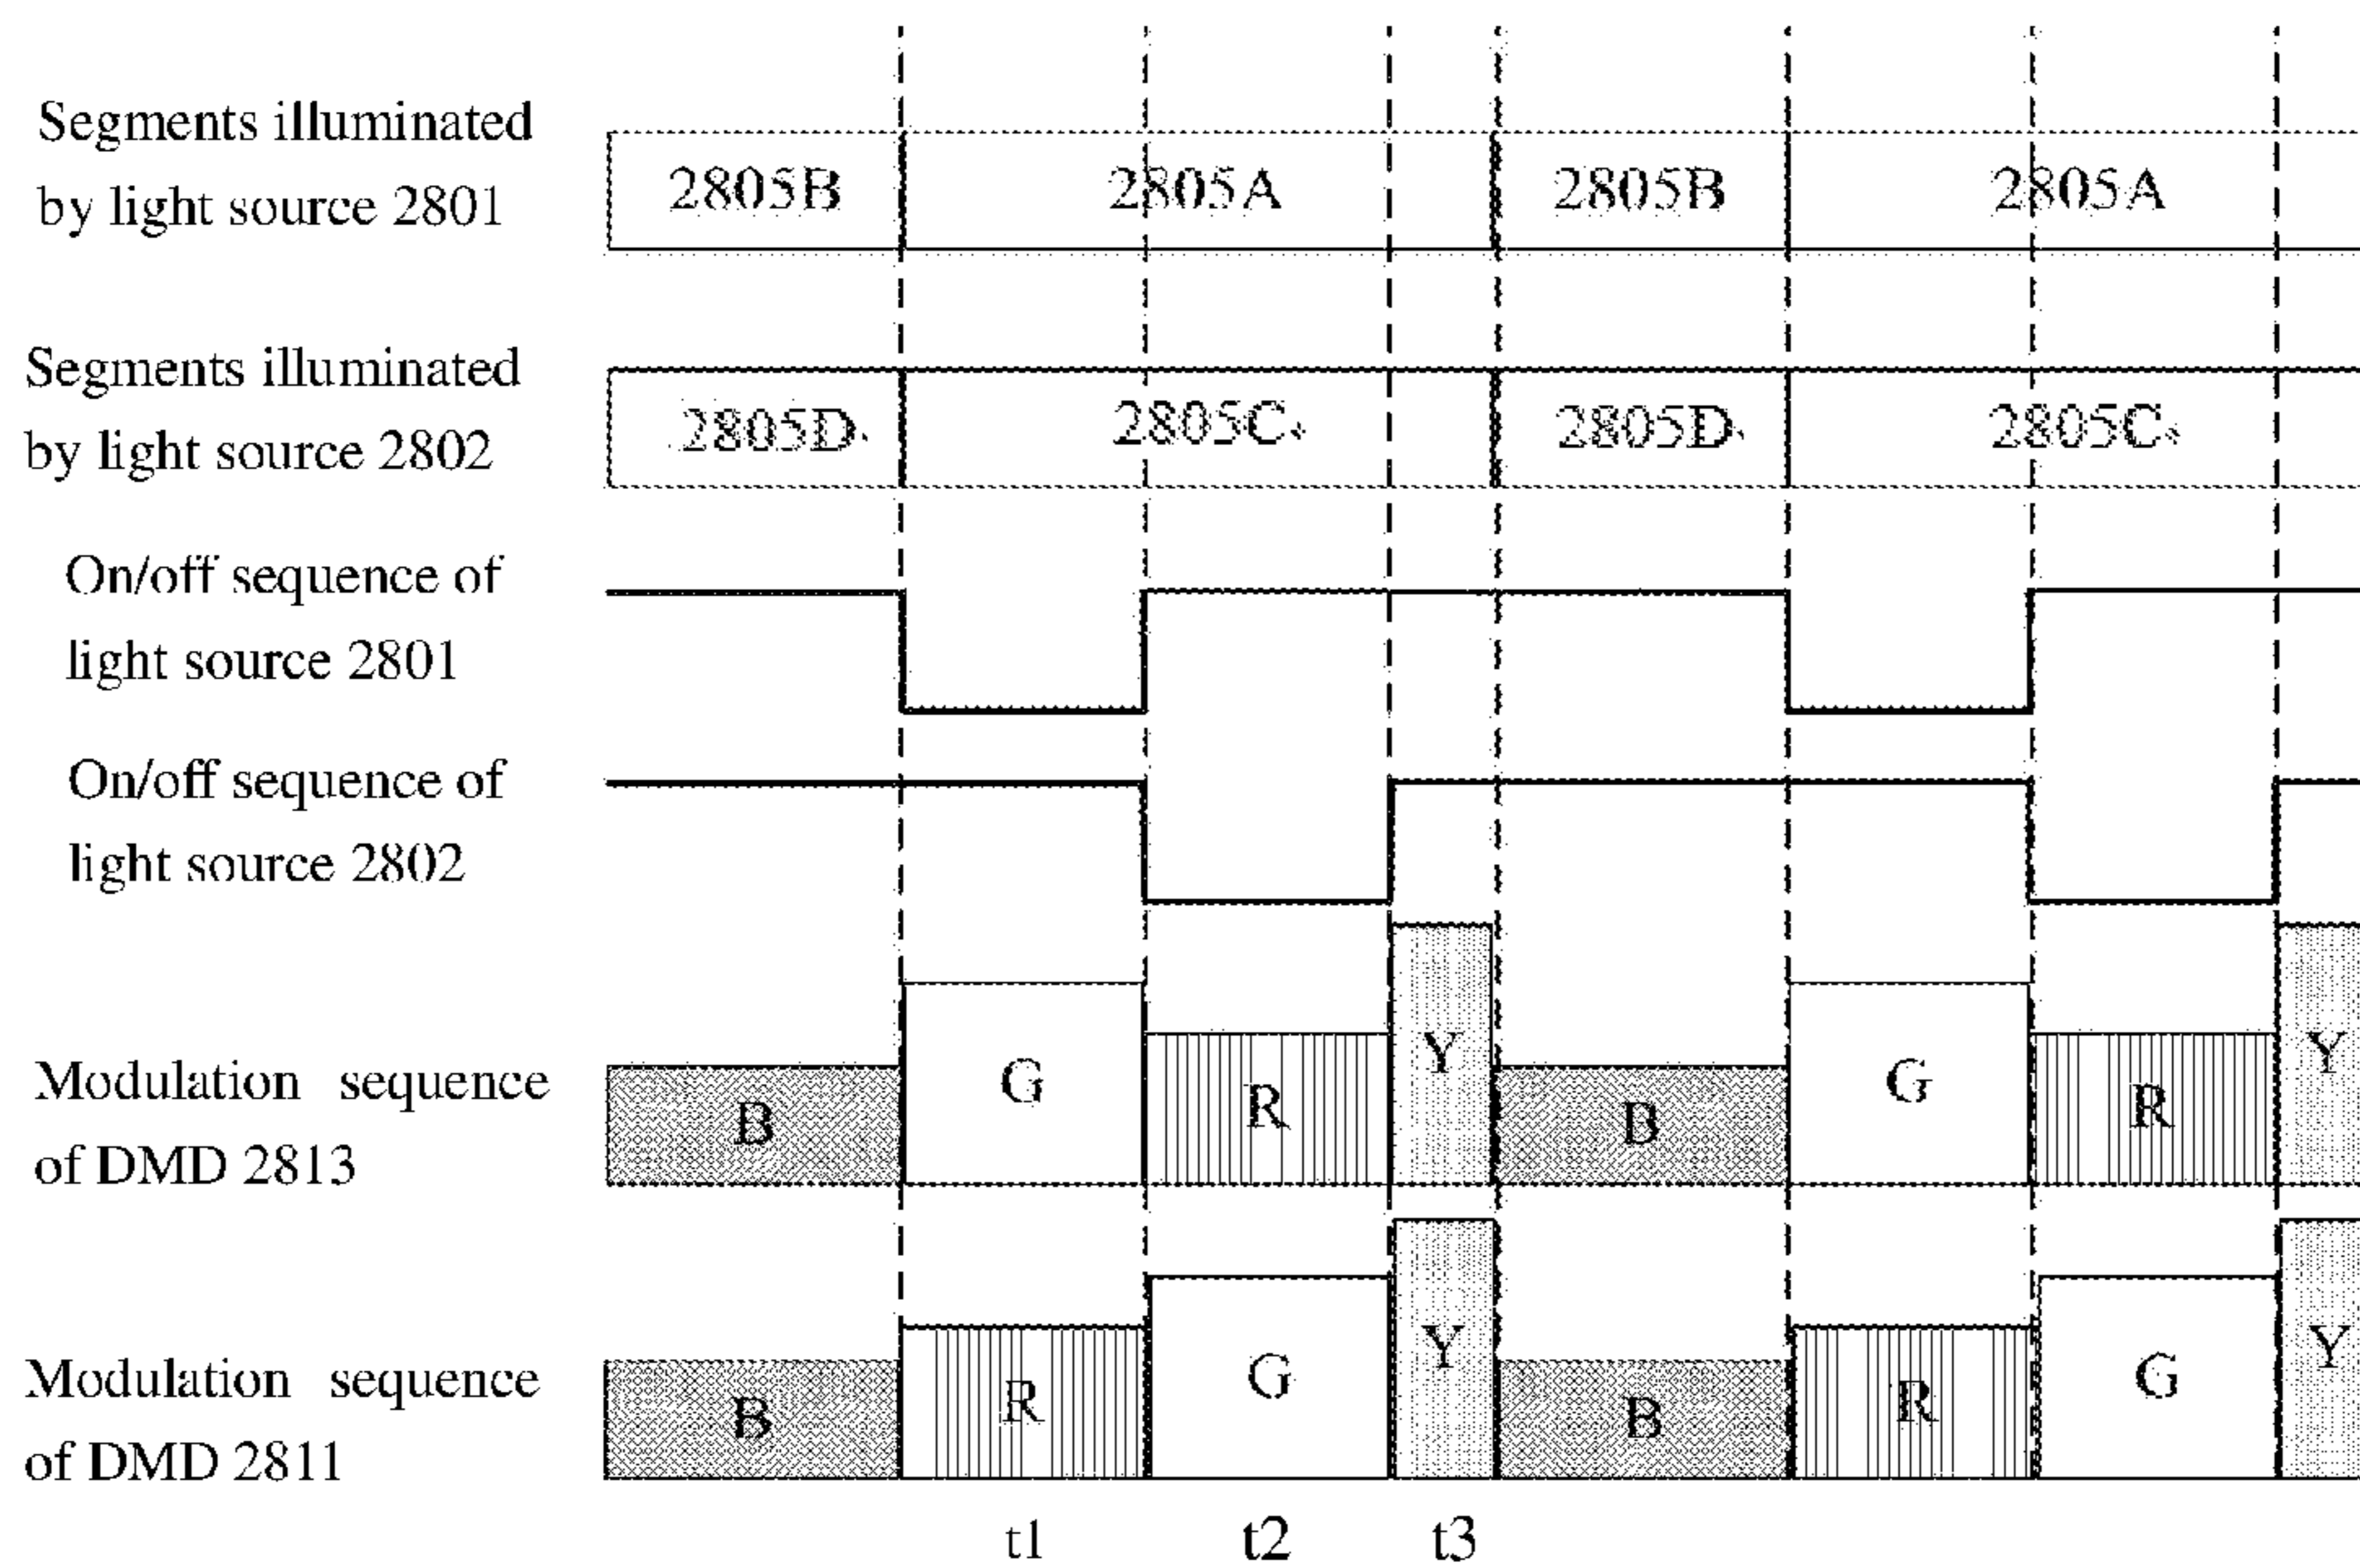 Segments illuminated
by light source 2801
2805B 2805A 2805B 2805A
Segments illuminated
by light source 2802
2805D 2805C 2805D 2805C
On/off sequence of
light source 2801
On/off sequence of
light source 2802
Modulation sequence
of DMD 2813
B G R Y B G R Y
Modulation sequence
of DMD 2811
B R G Y B R G Y
t1 t2 t3